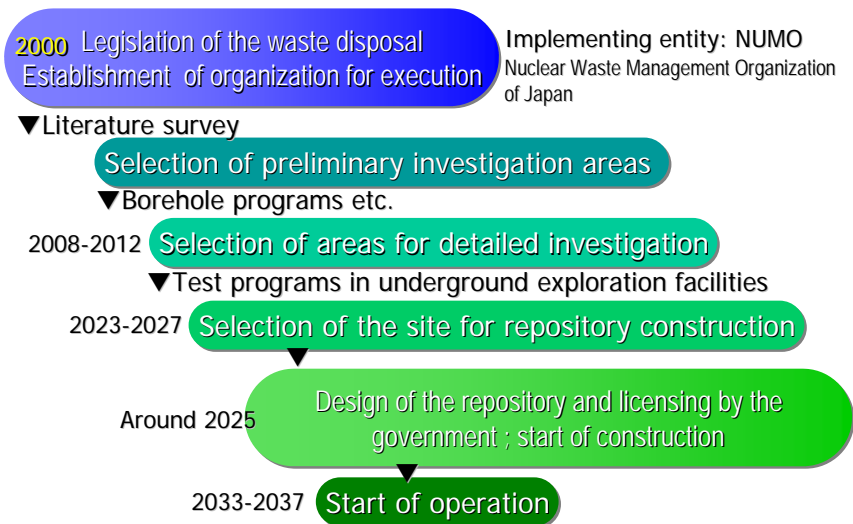 2000 Legislation of the waste disposal
Establishment of organization for execution
Implementing entity: NUMO
Nuclear Waste Management Organization
of Japan
▼Literature survey
Selection of preliminary investigation areas
▼Borehole programs etc.
2008-2012 Selection of areas for detailed investigation
▼Test programs in underground exploration facilities
2023-2027 Selection of the site for repository construction
Around 2025 Design of the repository and licensing by the
government ; start of construction
2033-2037 Start of operation